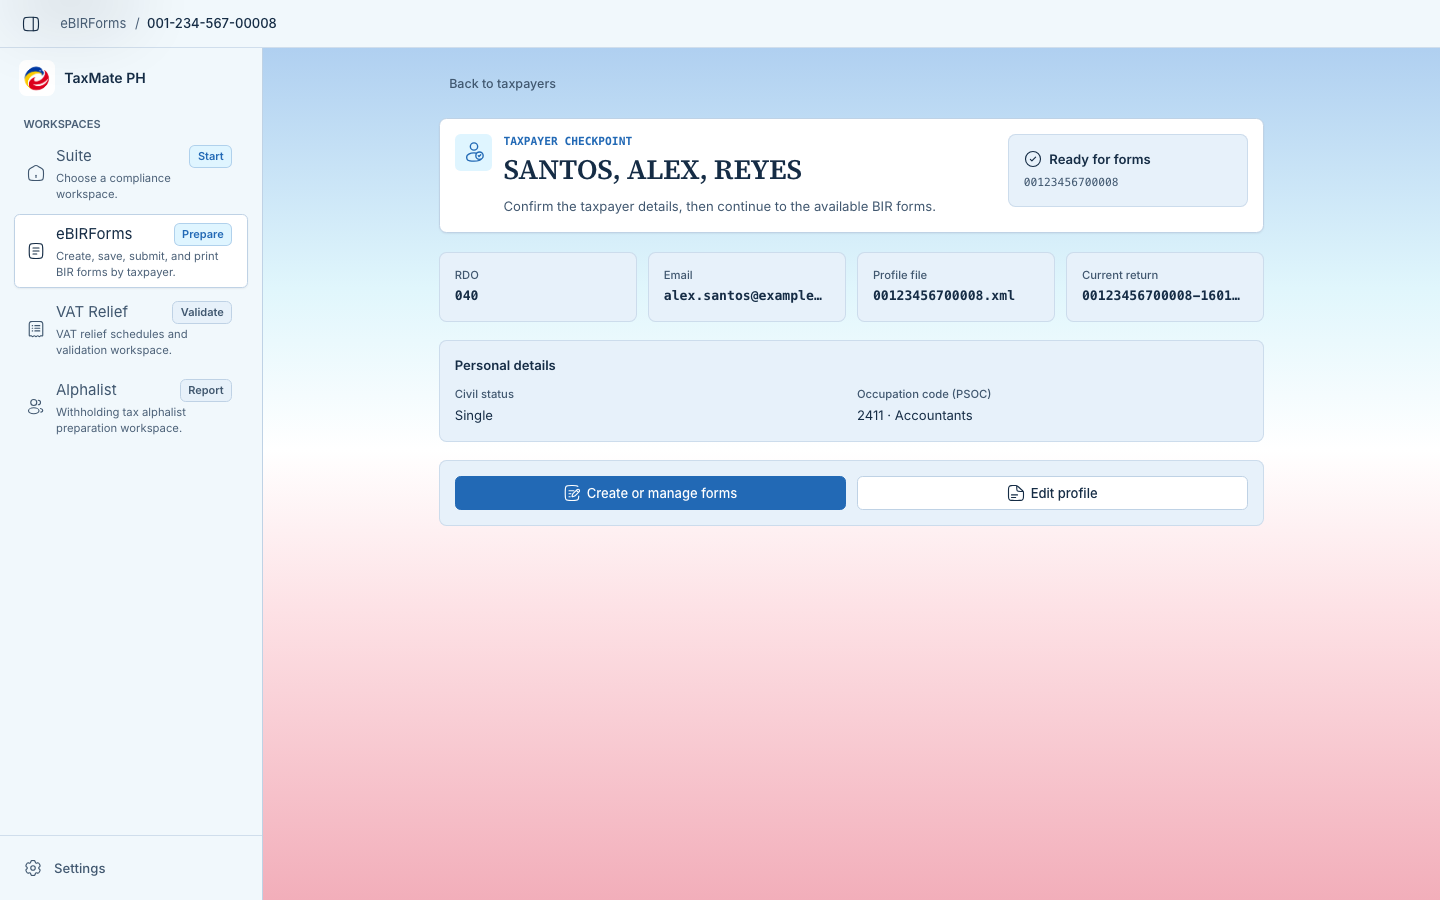 eBIRForms / 001-234-567-00008
TaxMate PH
WORKSPACES
Suite
Start
Choose a compliance
workspace.
eBIRForms
Prepare
Create, save, submit, and print
BIR forms by taxpayer.
VAT Relief
Validate
VAT relief schedules and
validation workspace.
Alphalist
Report
Withholding tax alphalist
preparation workspace.
Settings
Back to taxpayers
TAXPAYER CHECKPOINT
SANTOS, ALEX, REYES
Confirm the taxpayer details, then continue to the available BIR forms.
Ready for forms
00123456700008
RDO
040
Email
alex.santos@example…
Profile file
00123456700008.xml
Current return
00123456700008-1601…
Personal details
Civil status
Single
Occupation code (PSOC)
2411 · Accountants
Create or manage forms
Edit profile